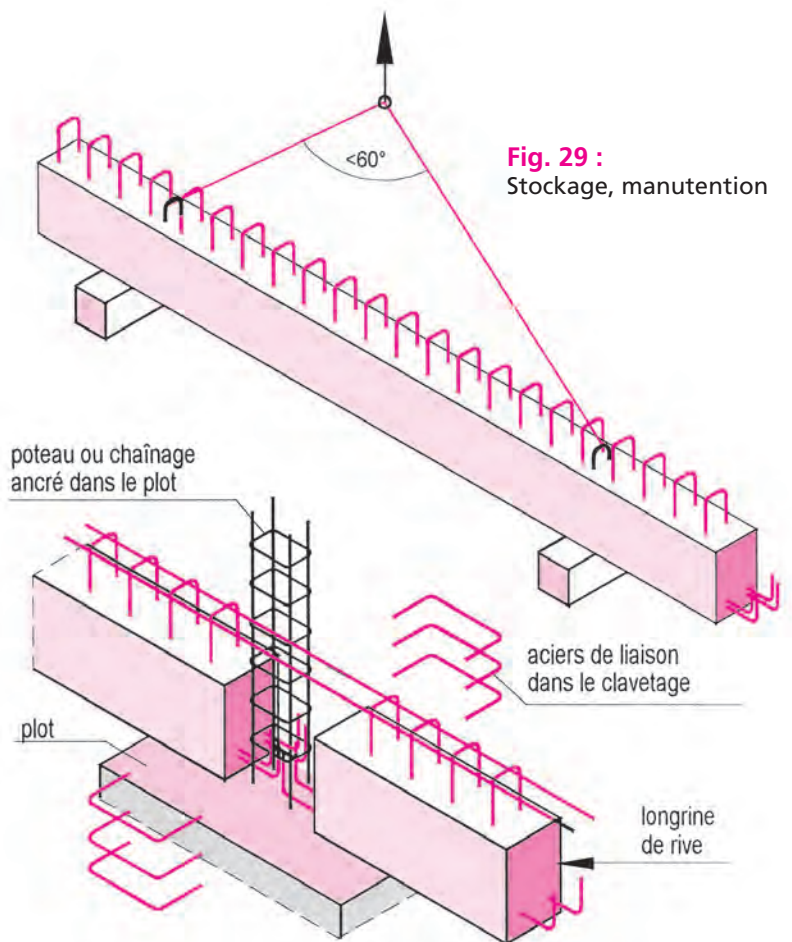 <60°
Fig. 29 :
Stockage, manutention
poteau ou chaînage
ancré dans le plot
aciers de liaison
dans le clavetage
plot
longrine
de rive